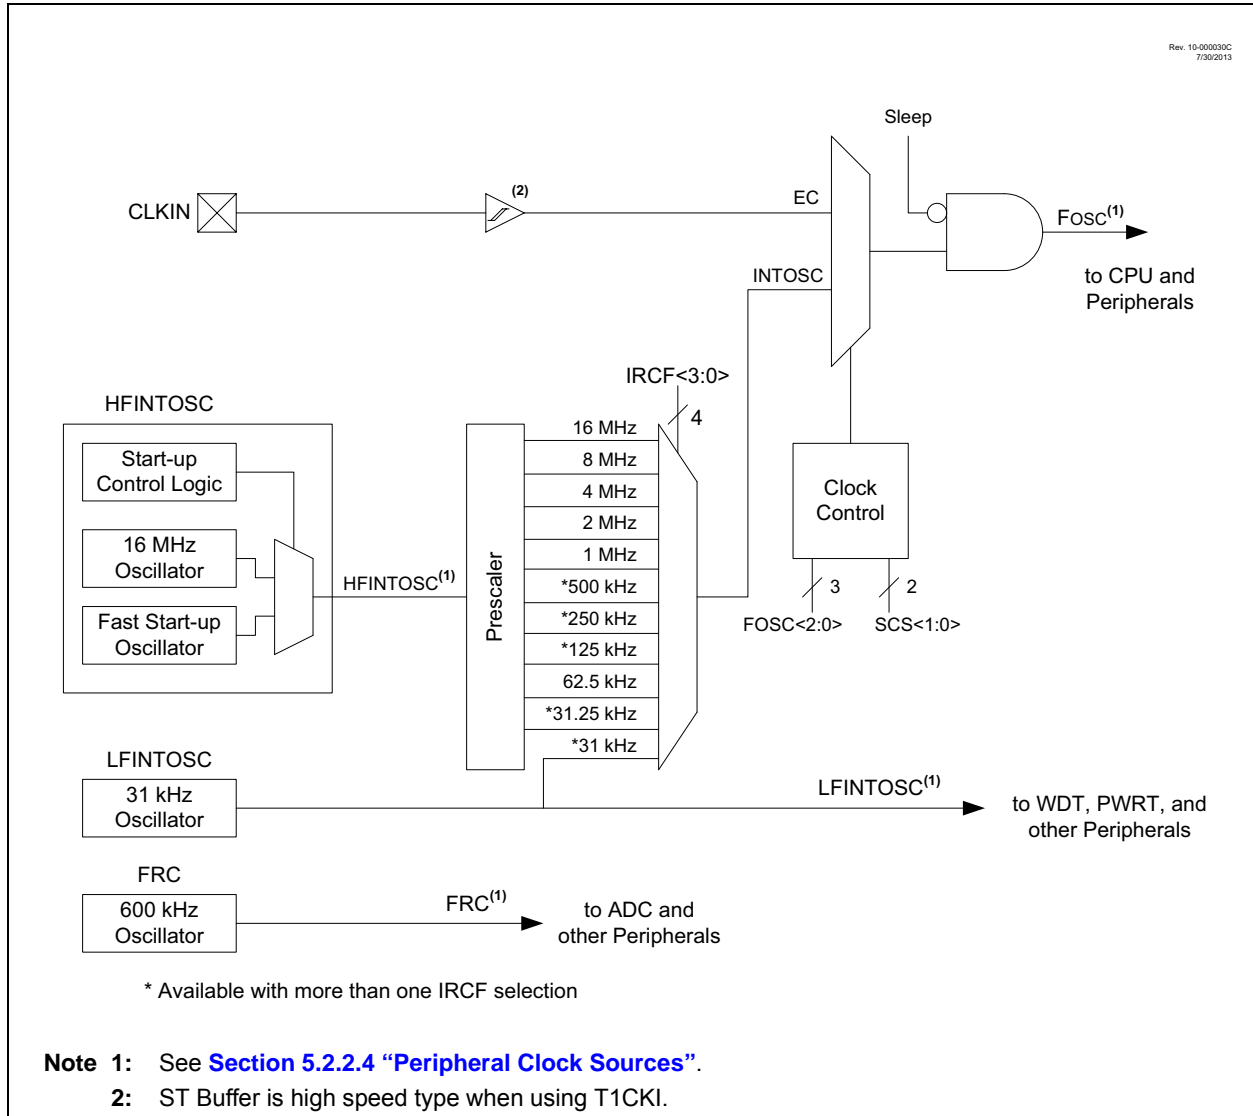 Rev. 10-000030C
7/30/2013
Sleep
CLKIN
(2)
EC
FOSC(1)
to CPU and
Peripherals
INTOSC
IRCF<3:0>
4
HFINTOSC
Start-up
Control Logic
16 MHz
Oscillator
Fast Start-up
Oscillator
HFINTOSC(1)
Prescaler
16 MHz
8 MHz
4 MHz
2 MHz
1 MHz
*500 kHz
*250 kHz
*125 kHz
62.5 kHz
*31.25 kHz
*31 kHz
Clock
Control
3
2
FOSC<2:0>
SCS<1:0>
LFINTOSC
31 kHz
Oscillator
LFINTOSC(1)
to WDT, PWRT, and
other Peripherals
FRC
600 kHz
Oscillator
FRC(1)
to ADC and
other Peripherals
* Available with more than one IRCF selection
Note 1: See Section 5.2.2.4 “Peripheral Clock Sources”.
2: ST Buffer is high speed type when using T1CKI.